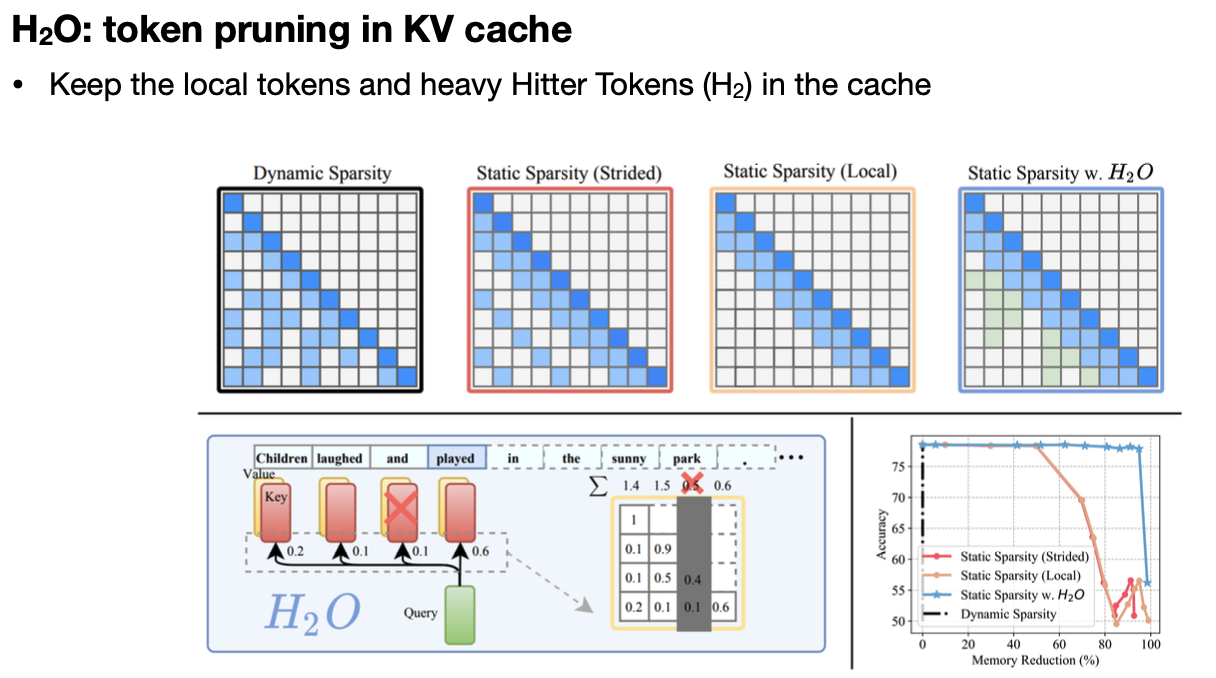 H₂O: token pruning in KV cache
• Keep the local tokens and heavy Hitter Tokens (H₂) in the cache
Dynamic Sparsity
Static Sparsity (Strided)
Static Sparsity (Local)
Static Sparsity w. H₂O
Children laughed and played in the sunny park . •••
Value
Key
0.2 0.1 0.1 0.6
H₂O
Query
∑ 1.4 1.5 0.5 0.6
1
0.1 0.9
0.1 0.5 0.4
0.2 0.1 0.1 0.6
Accuracy
75
70
65
60
55
50
Static Sparsity (Strided)
Static Sparsity (Local)
Static Sparsity w. H₂O
Dynamic Sparsity
0 20 40 60 80 100
Memory Reduction (%)